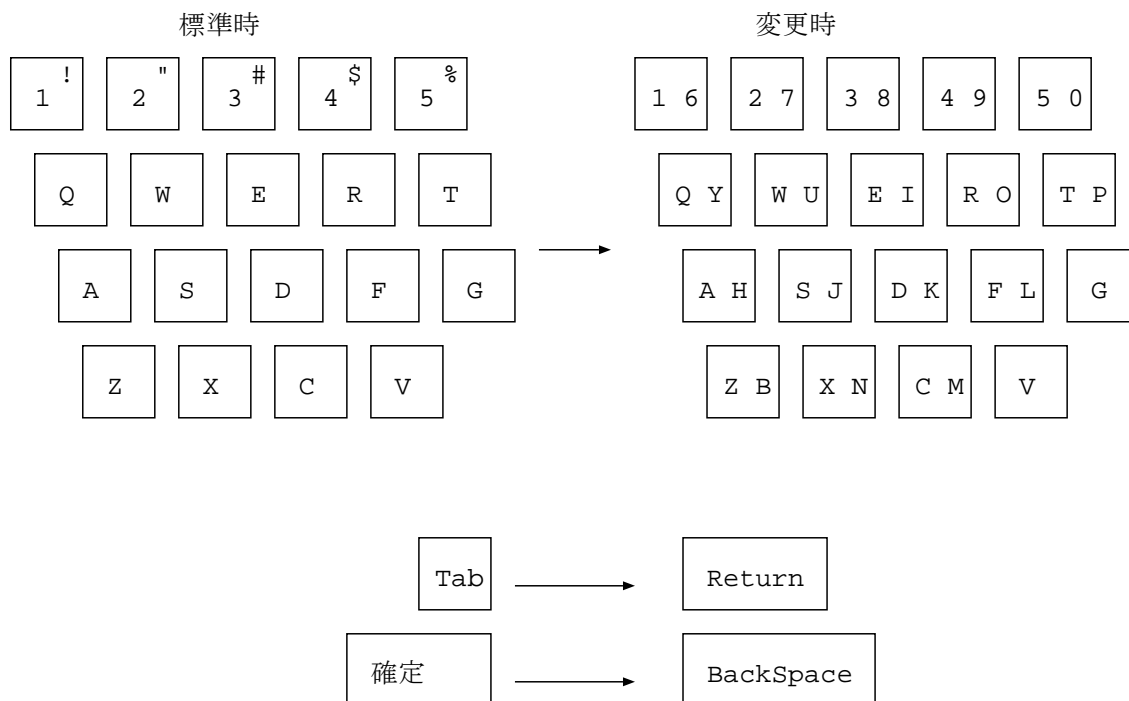 標準時 変更時
! " # $ %
1 2 3 4 5 1 6 2 7 3 8 4 9 5 0
Q W E R T Q Y W U E I R O T P
A S D F G A H S J D K F L G
Z X C V Z B X N C M V
Tab Return
確定 BackSpace